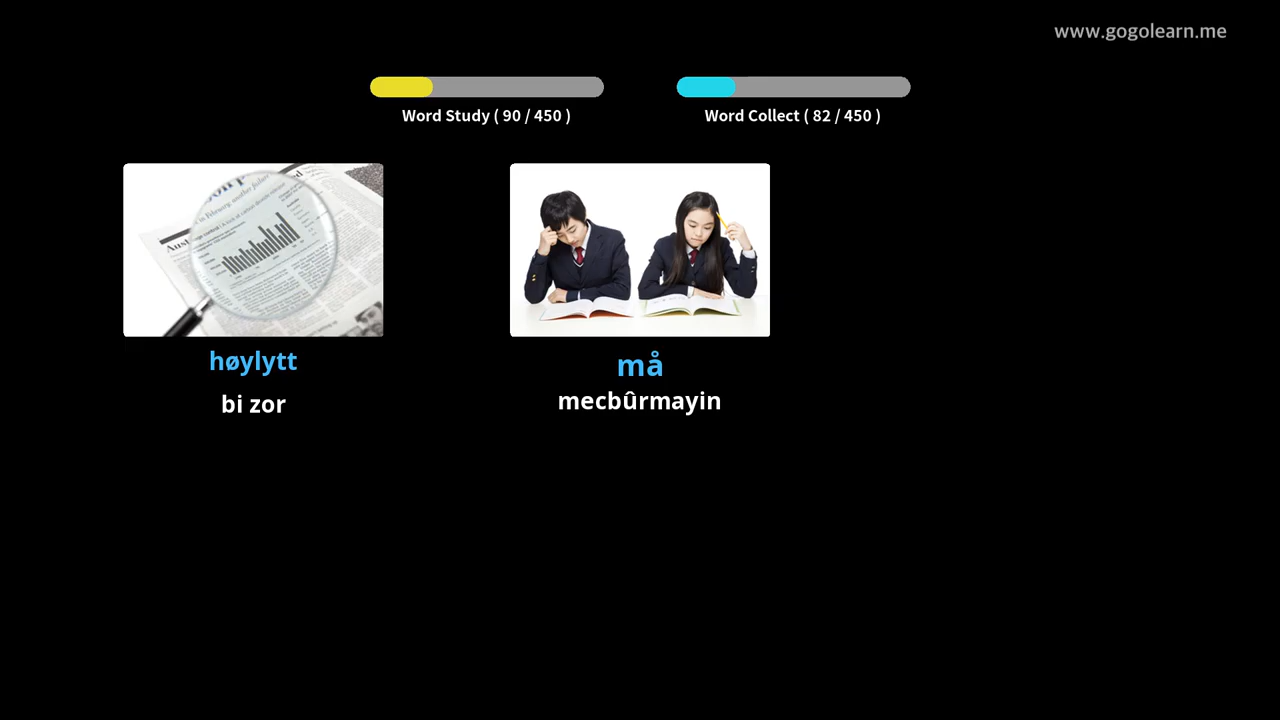 www.gogolearn.me
Word Study ( 90 / 450 )
Word Collect ( 82 / 450 )
høylytt
bi zor
må
mecbûrmayin